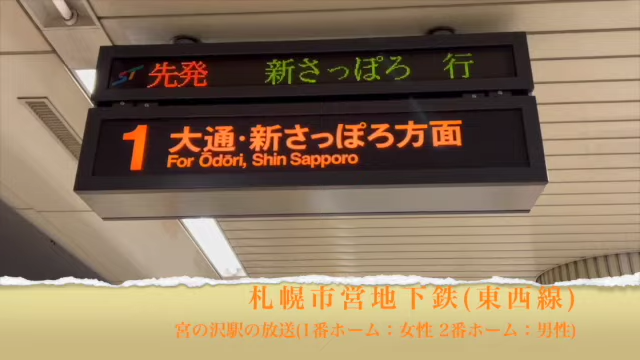 ST 先発 新さっぽろ 行
1 大通・新さっぽろ方面
For Ōdōri, Shin Sapporo
札幌市営地下鉄(東西線)
宮の沢駅の放送(1番ホーム：女性 2番ホーム：男性)